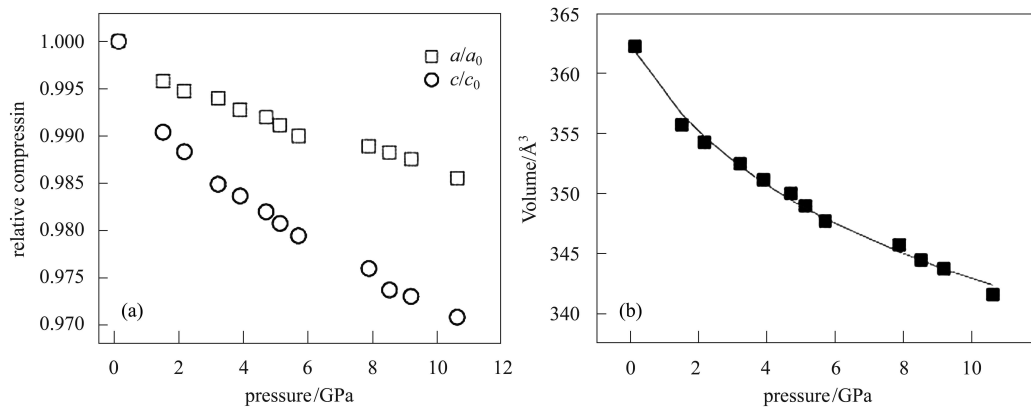 1.000
0.995
0.990
0.985
0.980
0.975
0.970
relative compressin
a/a₀
c/c₀
(a)
0 2 4 6 8 10 12
pressure/GPa
365
360
355
350
345
340
Volume/Å³
(b)
0 2 4 6 8 10
pressure/GPa